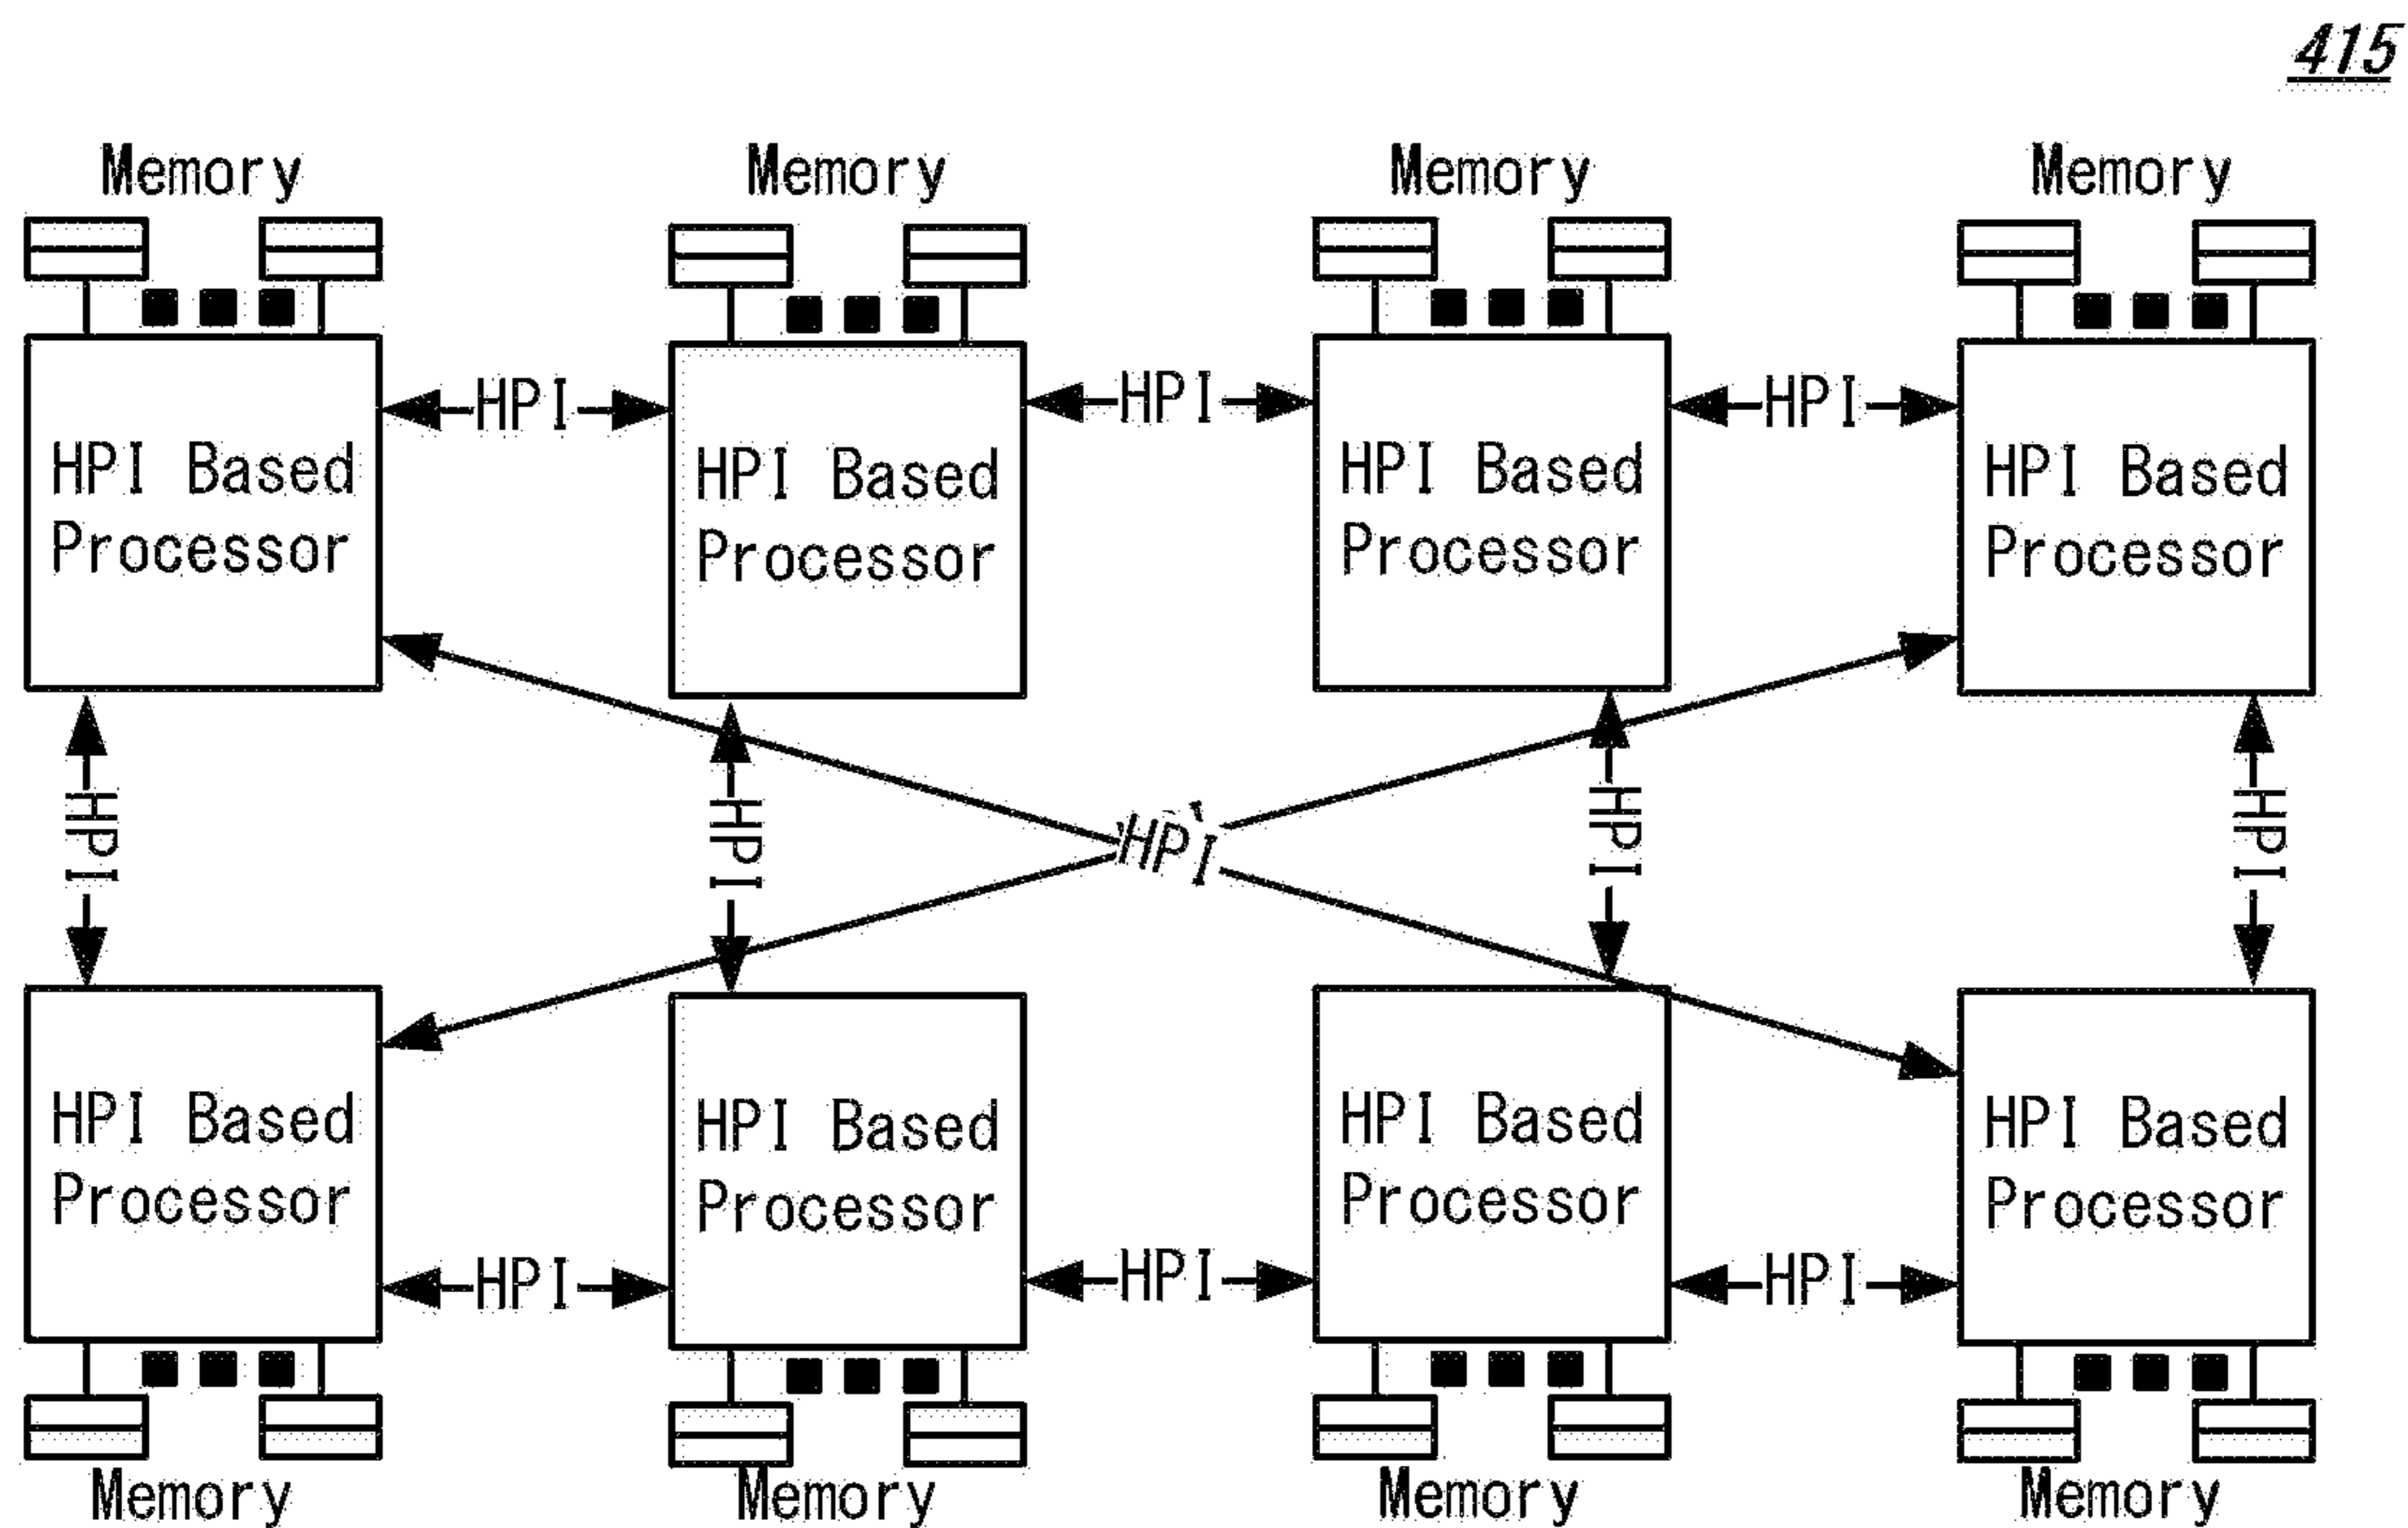 415
Memory Memory Memory Memory
HPI HPI HPI
HPI Based HPI Based HPI Based HPI Based
Processor Processor Processor Processor
HPI HPI HPI HPI HPI
HPI Based HPI Based HPI Based HPI Based
Processor Processor Processor Processor
HPI HPI HPI
Memory Memory Memory Memory